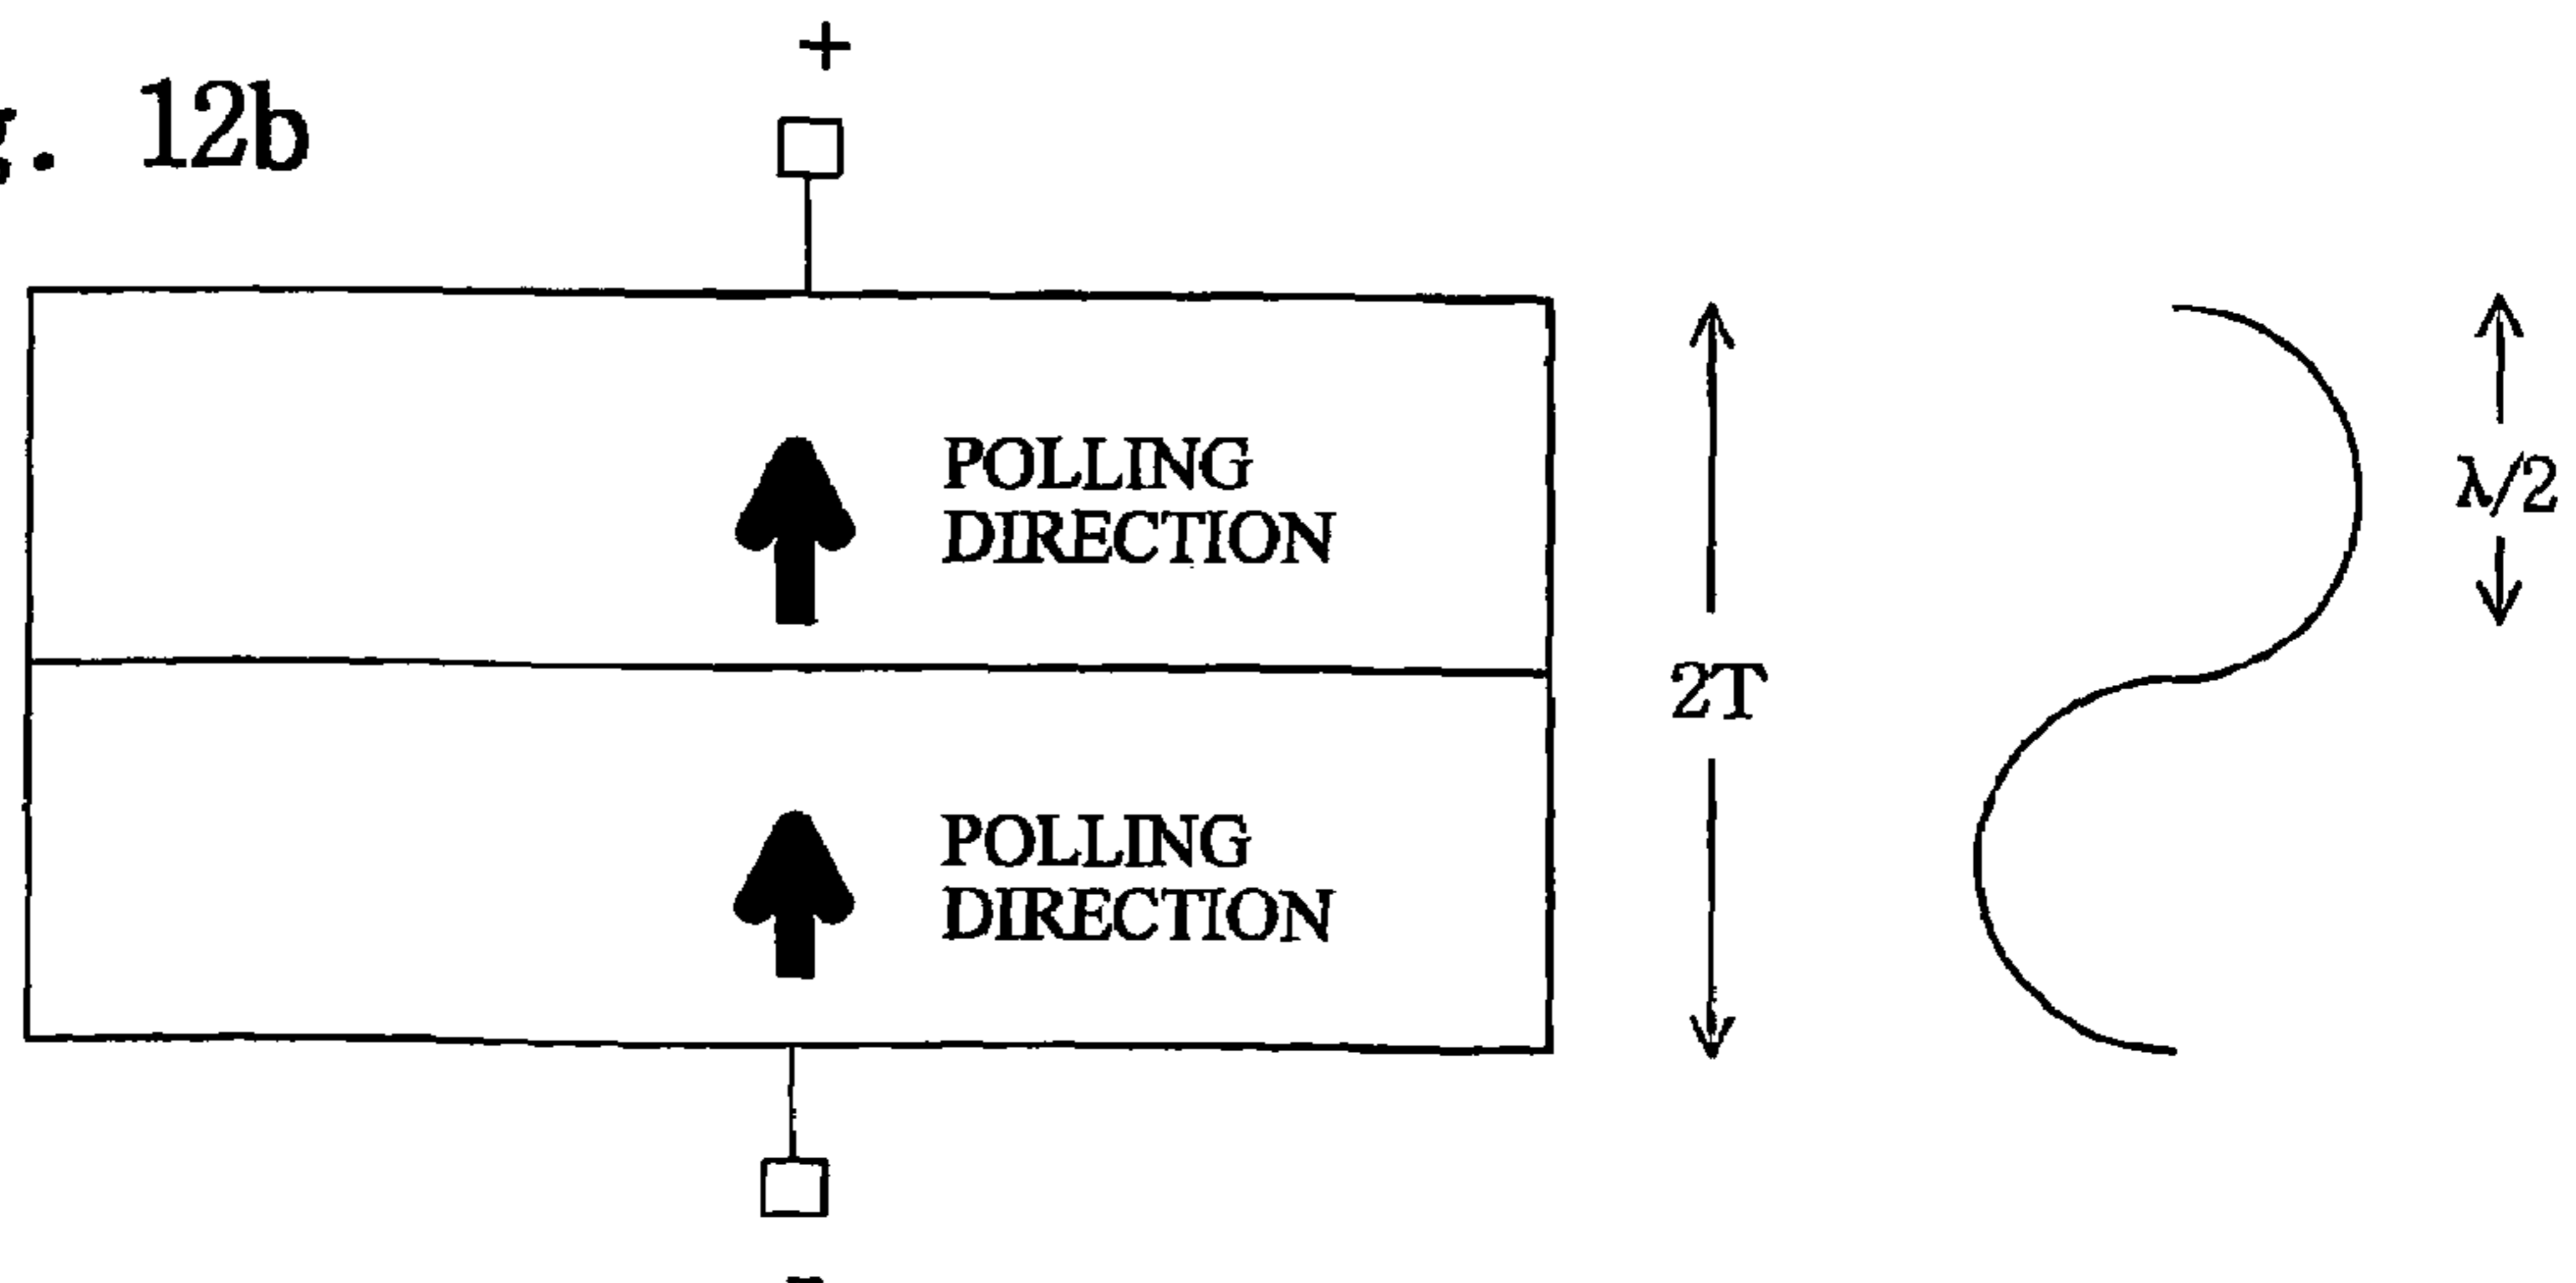 g. 12b
+
POLLING
DIRECTION
λ/2
2T
POLLING
DIRECTION
-